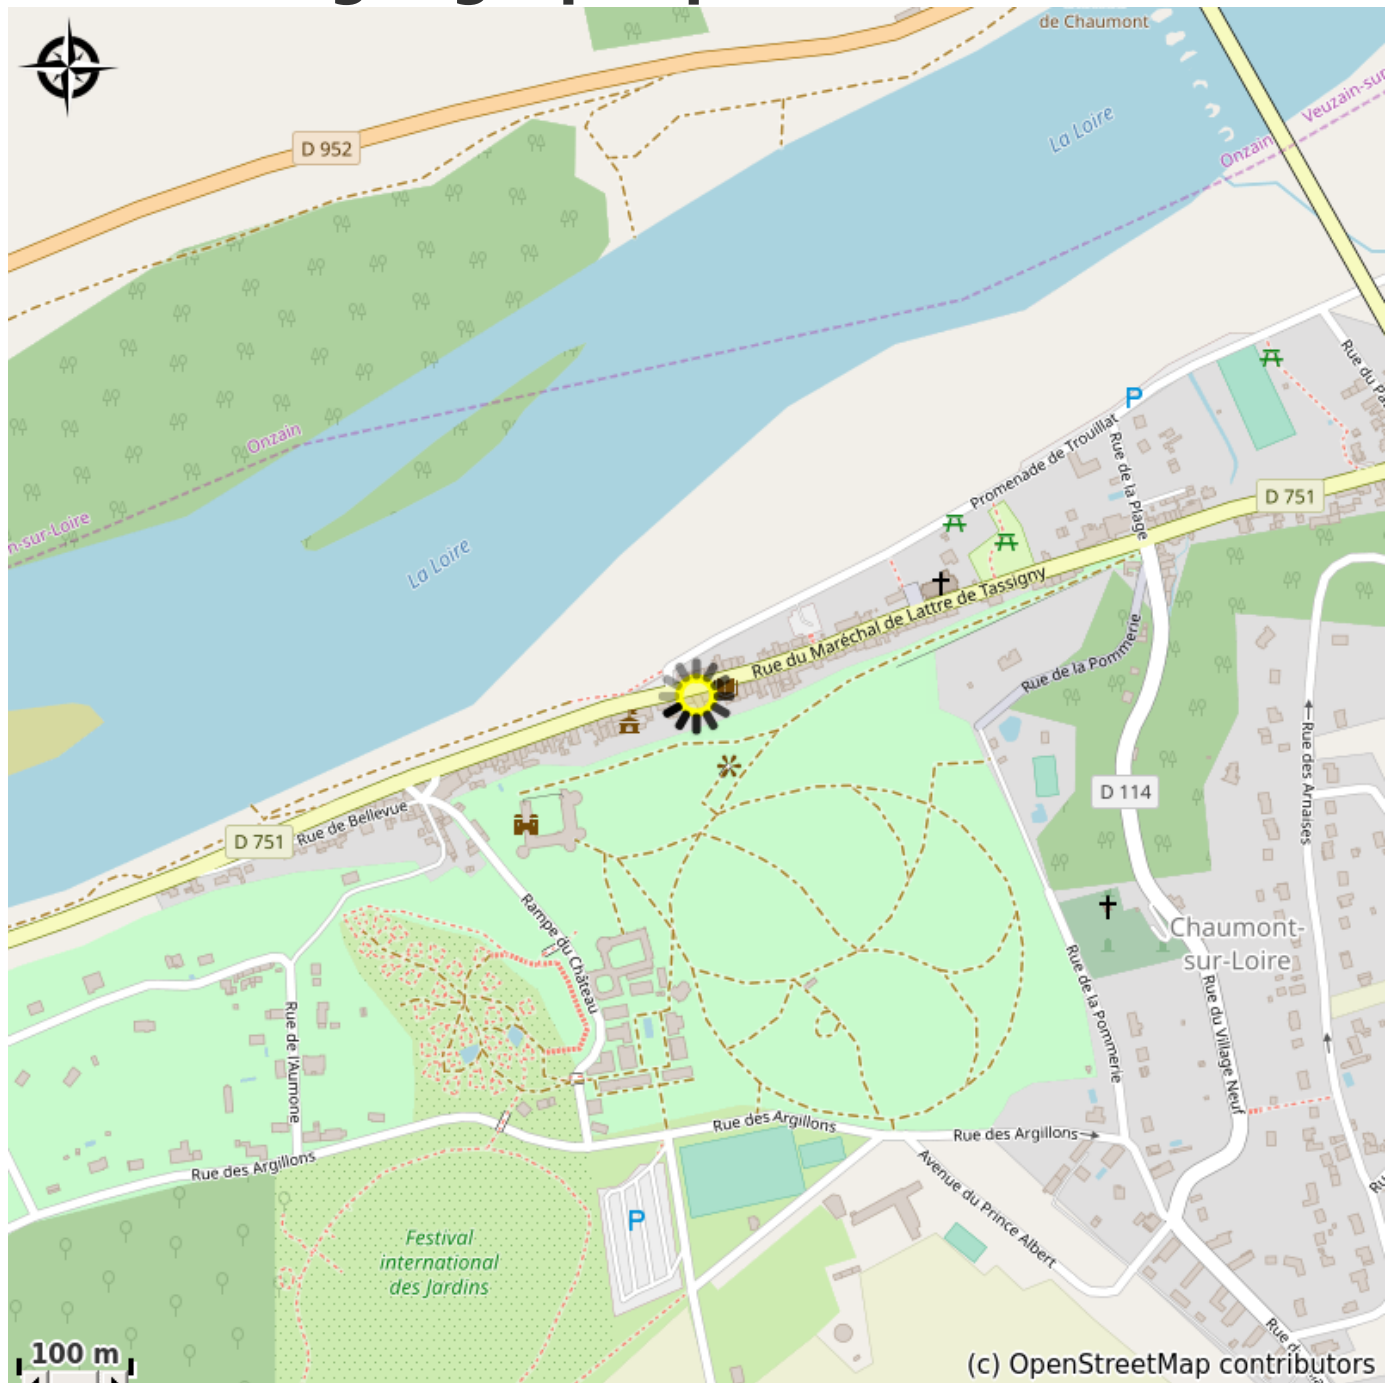 de Chaumont
La Loire
Veuzain-sur
Onzain
D 952
Rue du Pa
Onzain
Promenade de Trouillat
P
Rue de la Plage
D 751
n-sur-Loire
La Loire
Rue du Maréchal de Lattre de Tassigny
Rue de la Pommerie
Rue des Arnaises
D 114
Rue de Bellevue
D 751
Rampe du Château
Chaumont-
sur-Loire
Rue de la Pommerie
Rue du Village Neuf
Rue de l'Aumone
Rue des Argillons
Rue des Argillons
Rue des Argillons
Avenue du Prince Albert
Ru
P
Festival
international
des Jardins
Rue d
100 m
(c) OpenStreetMap contributors